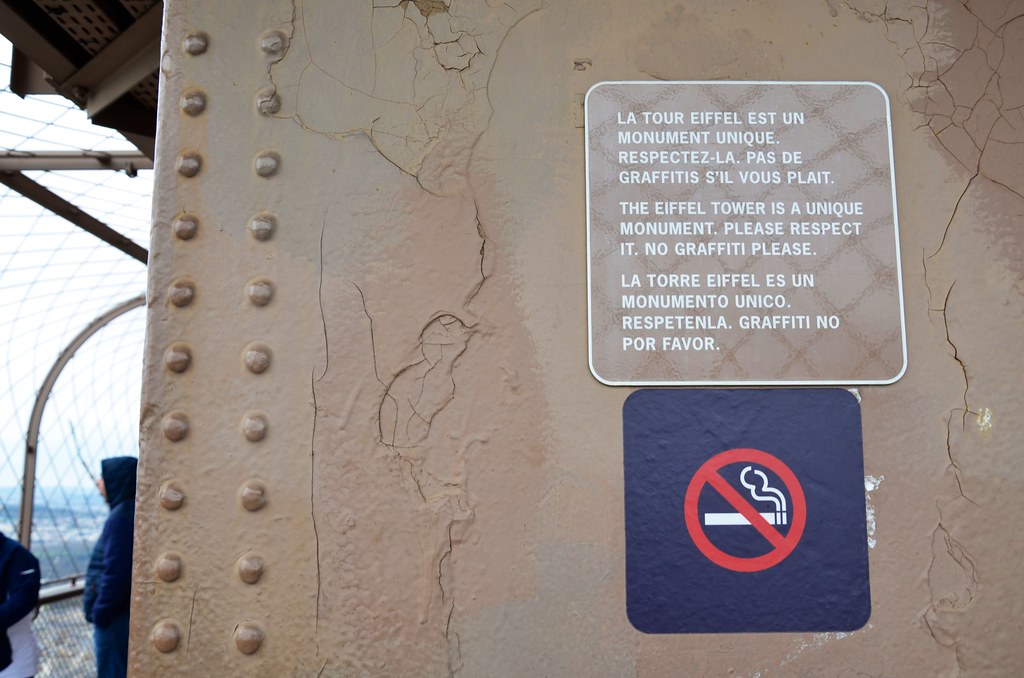 LA TOUR EIFFEL EST UN
MONUMENT UNIQUE.
RESPECTEZ-LA. PAS DE
GRAFFITIS S'IL VOUS PLAIT.
THE EIFFEL TOWER IS A UNIQUE
MONUMENT. PLEASE RESPECT
IT. NO GRAFFITI PLEASE.
LA TORRE EIFFEL ES UN
MONUMENTO UNICO.
RESPETENLA. GRAFFITI NO
POR FAVOR.